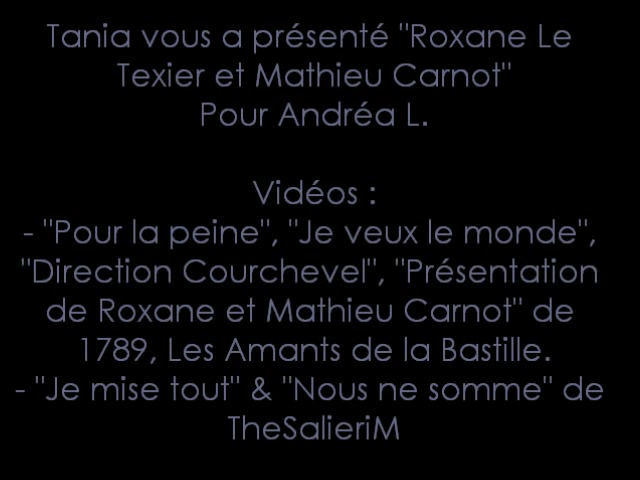 Tania vous a présenté "Roxane Le
Texier et Mathieu Carnot"
Pour Andréa L.
Vidéos :
- "Pour la peine", "Je veux le monde",
"Direction Courchevel", "Présentation
de Roxane et Mathieu Carnot" de
1789, Les Amants de la Bastille.
- "Je mise tout" & "Nous ne somme" de
TheSalieriM